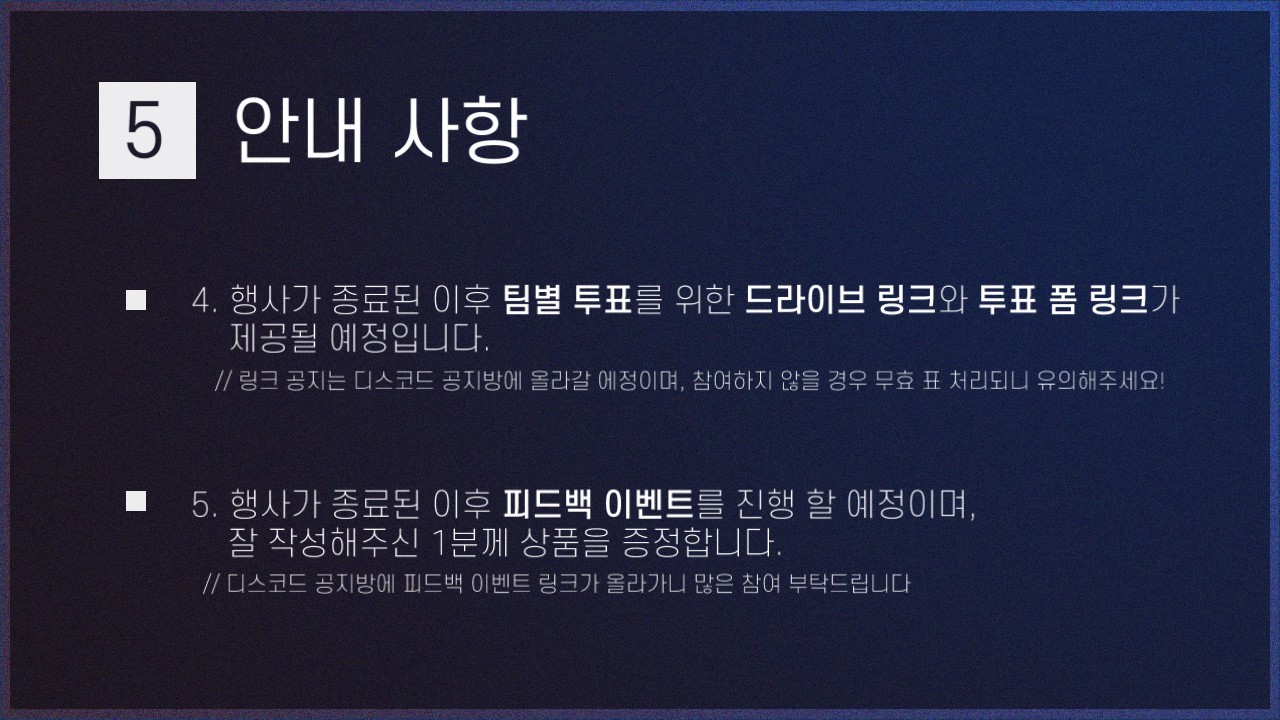 5 안내 사항
4. 행사가 종료된 이후 팀별 투표를 위한 드라이브 링크와 투표 폼 링크가
제공될 예정입니다.
// 링크 공지는 디스코드 공지방에 올라갈 에정이며, 참여하지 않을 경우 무효 표 처리되니 유의해주세요!
5. 행사가 종료된 이후 피드백 이벤트를 진행 할 예정이며,
잘 작성해주신 1분께 상품을 증정합니다.
// 디스코드 공지방에 피드백 이벤트 링크가 올라가니 많은 참여 부탁드립니다